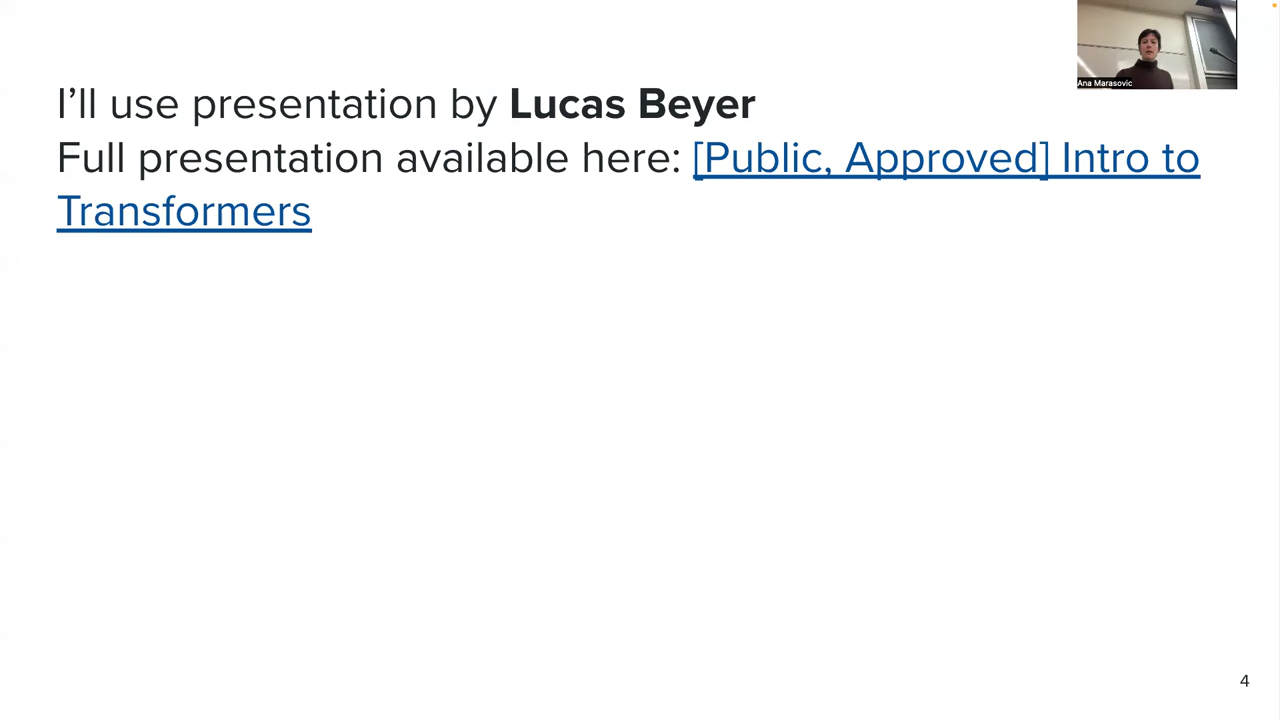 Ana Marasovic
I’ll use presentation by Lucas Beyer
Full presentation available here: [Public, Approved] Intro to
Transformers
4